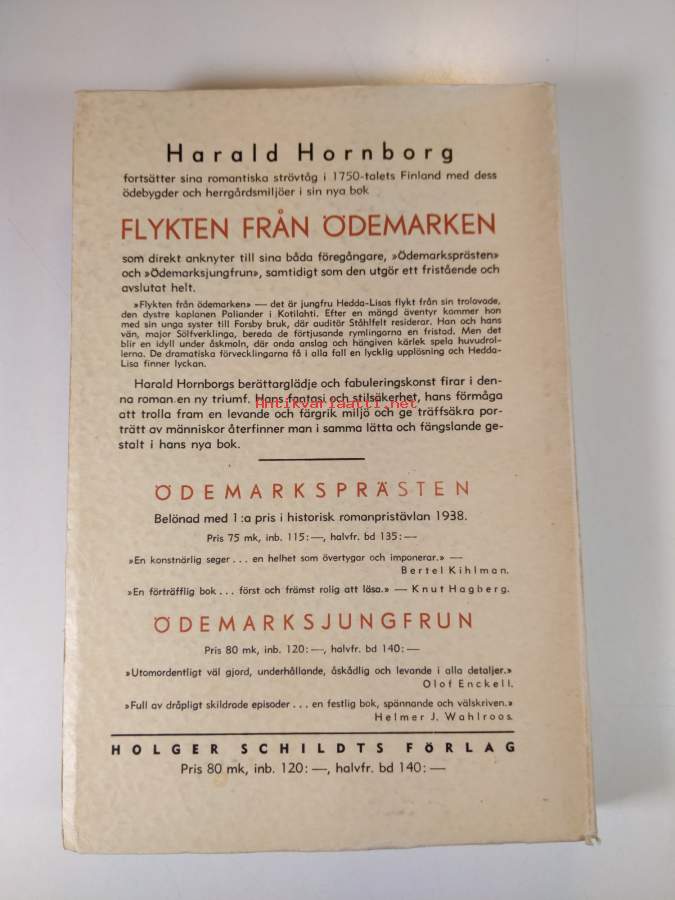 Harald Hornborg
fortsätter sina romantiska strövtåg i 1750-talets Finland med dess
ödebygder och herrgårdsmiljöer i sin nya bok
FLYKTEN FRÅN ÖDEMARKEN
som direkt anknyter till sina båda föregångare, »Ödemarksprästen»
och »Ödemarksjungfrun», samtidigt som den utgör ett fristående och
avslutat helt.
»Flykten från ödemarken» — det är jungfru Hedda-Lisas flykt från sin trolovade,
den dystre kaplanen Paliander i Kotilahti. Efter en mängd äventyr kommer hon
med sin unga syster till Forsby bruk, där auditör Ståhlfelt residerar. Han och hans
vän, major Sölfverklinga, bereda de förtjusande rymlingarna en fristad. Men det
blir en idyll under åskmoln, där onda anslag och hängiven kärlek spela huvudrol-
lerna. De dramatiska förvecklingarna få i alla fall en lycklig upplösning och Hedda-
Lisa finner lyckan.
Harald Hornborgs berättarglädje och fabuleringskonst firar i den-
na roman en ny triumf. Hans fantasi och stilsäkerhet, hans förmåga
Antikvariaatti.net
att trolla fram en levande och färgrik miljö och ge träffsäkra por-
trätt av människor återfinner man i samma lätta och fängslande ge-
stalt i hans nya bok.
ÖDEMARKSPRÄSTEN
Belönad med 1:a pris i historisk romanpristävlan 1938.
Pris 75 mk, inb. 115:—, halvfr. bd 135:—
»En konstnärlig seger . . . en helhet som övertygar och imponerar.» —
Bertel Kihlman.
»En förträfflig bok . . . först och främst rolig att läsa.» — Knut Hagberg.
ÖDEMARKSJUNGFRUN
Pris 80 mk, inb. 120:—, halvfr. bd 140:—
»Utomordentligt väl gjord, underhållande, åskådlig och levande i alla detaljer.»
Olof Enckell.
»Full av dråpligt skildrade episoder . . . en festlig bok, spännande och välskriven.»
Helmer J. Wahlroos.
HOLGER SCHILDTS FÖRLAG
Pris 80 mk, inb. 120:—, halvfr. bd 140:—